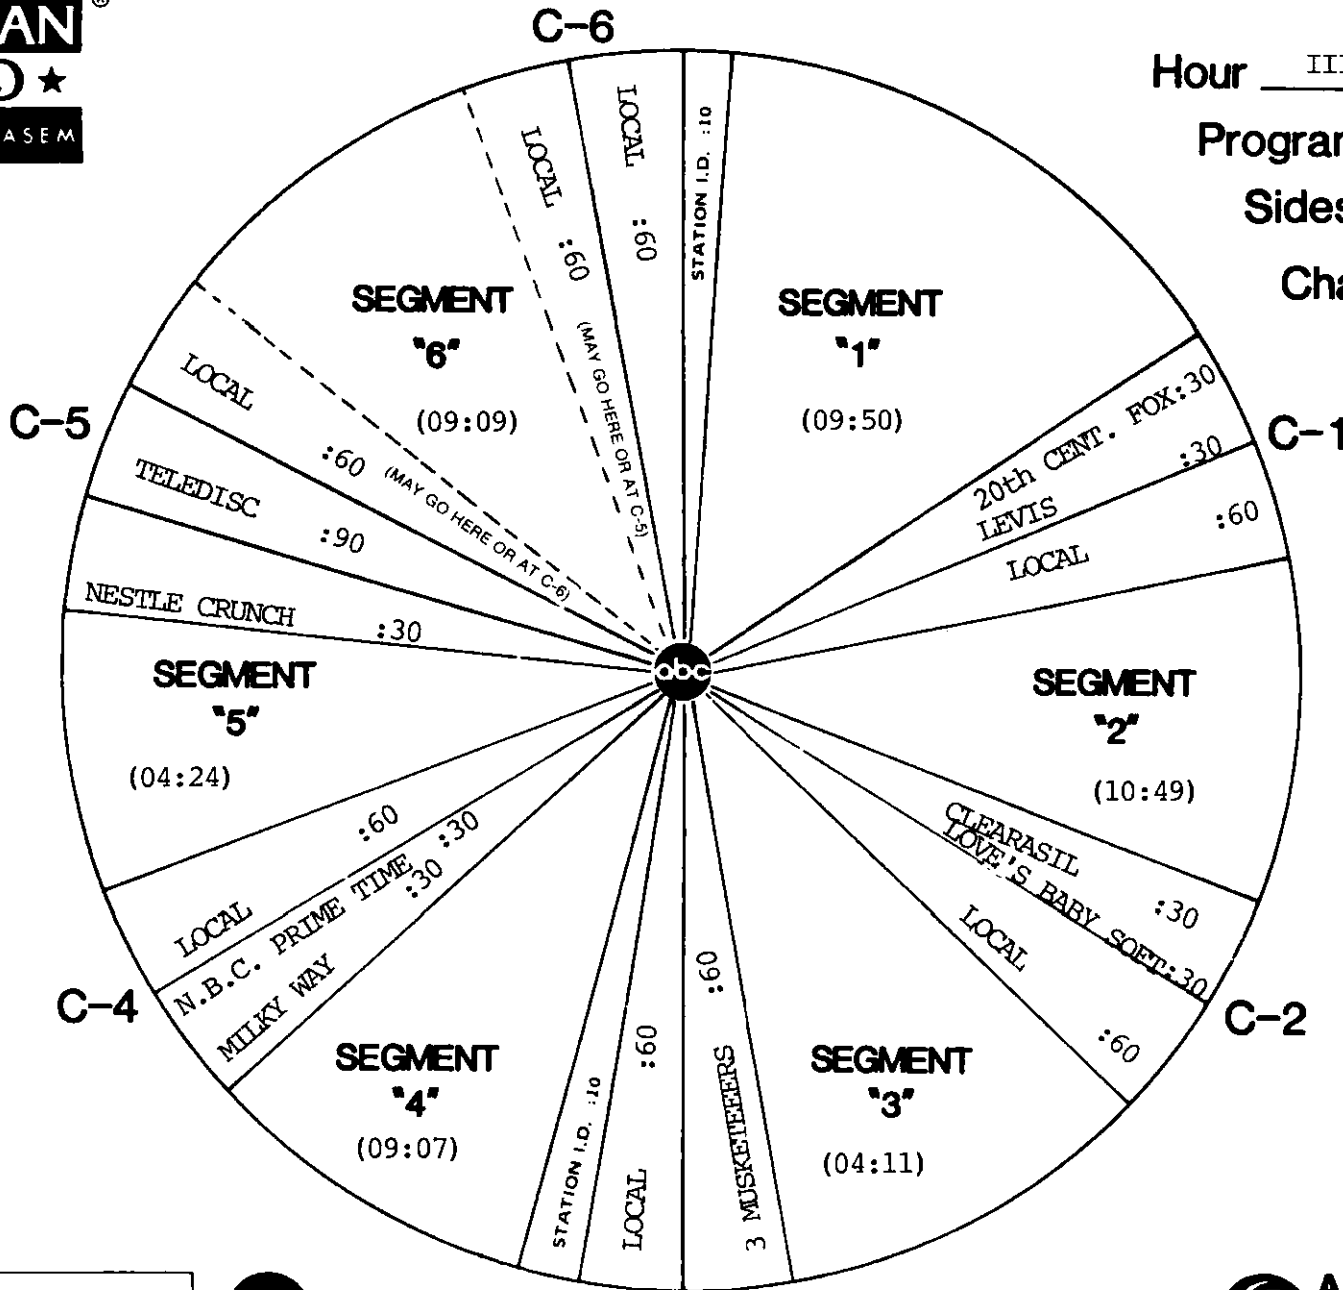 AN ®
O ★
ASEM
C-6
Hour III
Program
Sides
Cha
STATION I.D. :10
SEGMENT
"1"
(09:50)
20th CENT. FOX :30
LEVIS :30
C-1
LOCAL :60
SEGMENT
"2"
(10:49)
CLEARASIL :30
LOVE'S BABY SOFT :30
C-2
LOCAL :60
SEGMENT
"3"
(04:11)
3 MUSKETEEERS :60
LOCAL :60
STATION I.D. :10
SEGMENT
"4"
(09:07)
MILKY WAY :30
N.B.C. PRIME TIME :30
C-4
LOCAL :60
SEGMENT
"5"
(04:24)
NESTLE CRUNCH :30
TELEDISC :90
C-5
LOCAL :60 (MAY GO HERE OR AT C-6)
SEGMENT
"6"
(09:09)
LOCAL :60 (MAY GO HERE OR AT C-5)
LOCAL :60
abc